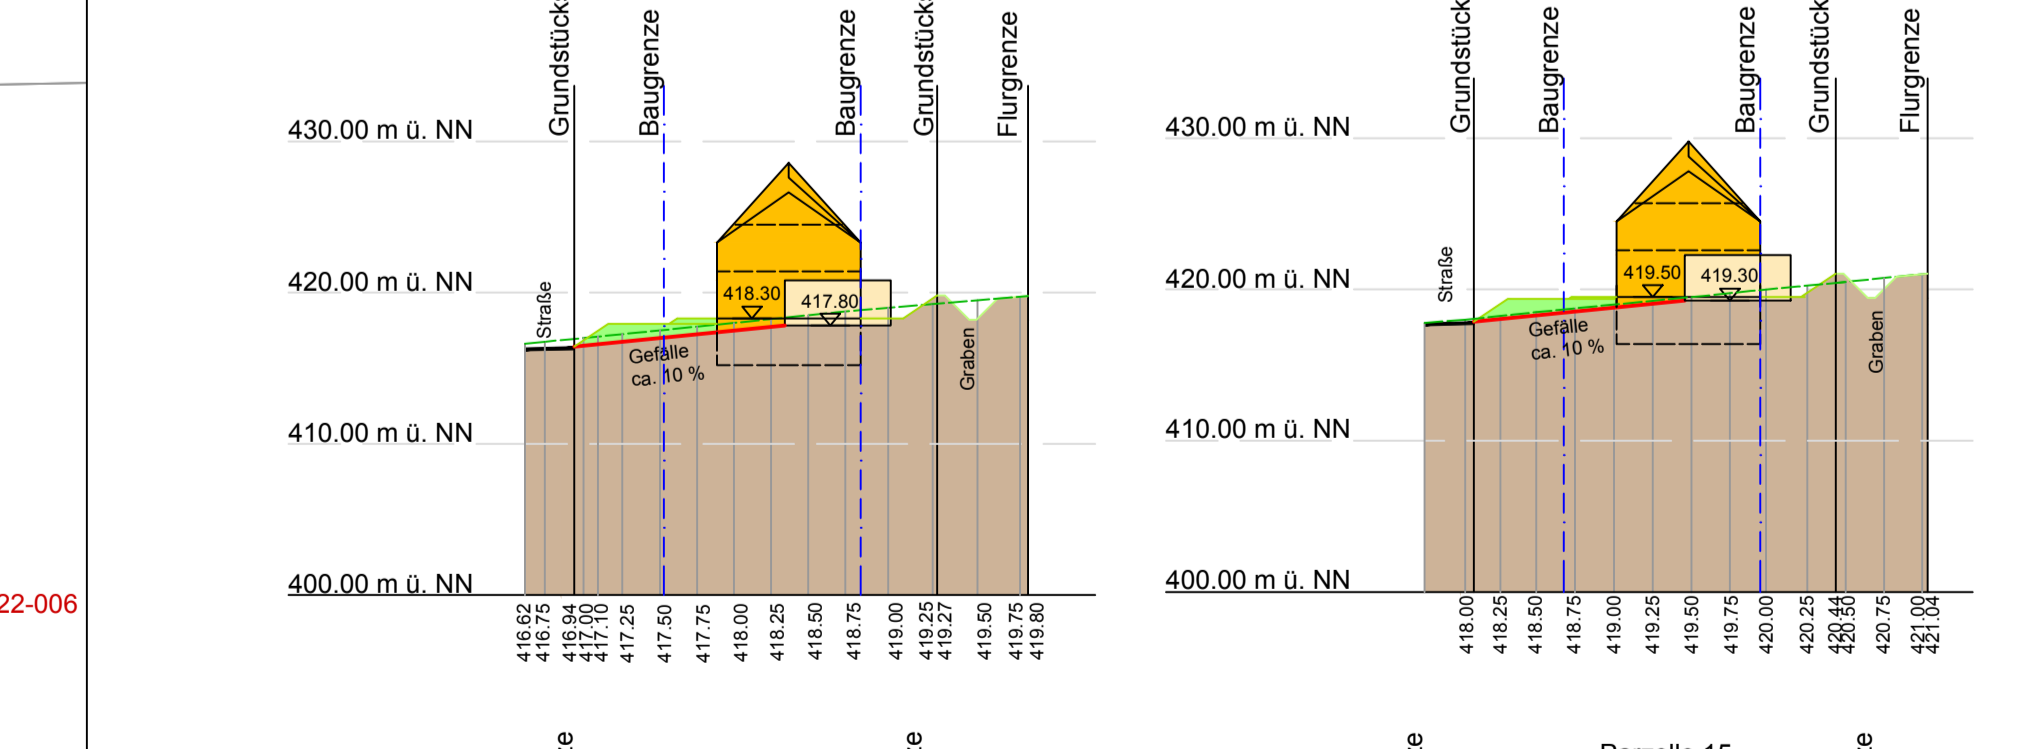 Baugrenze
Baugrenze
Flurgrenze
430.00 m ü. NN
420.00 m ü. NN
410.00 m ü. NN
400.00 m ü. NN
Straße
418.30
417.80
Gefälle
ca. 10 %
Graben
416.62
416.75
416.94
417.00
417.10
417.25
417.50
417.75
418.00
418.25
418.50
418.75
419.00
419.25
419.27
419.50
419.75
419.80
Grundstück
Baugrenze
Baugrenze
Grundstück
Flurgrenze
430.00 m ü. NN
420.00 m ü. NN
410.00 m ü. NN
400.00 m ü. NN
Straße
419.50
419.30
Gefälle
ca. 10 %
Graben
418.00
418.25
418.50
418.75
419.00
419.25
419.50
419.75
420.00
420.25
420.44
420.50
420.75
421.00
421.04
22-006